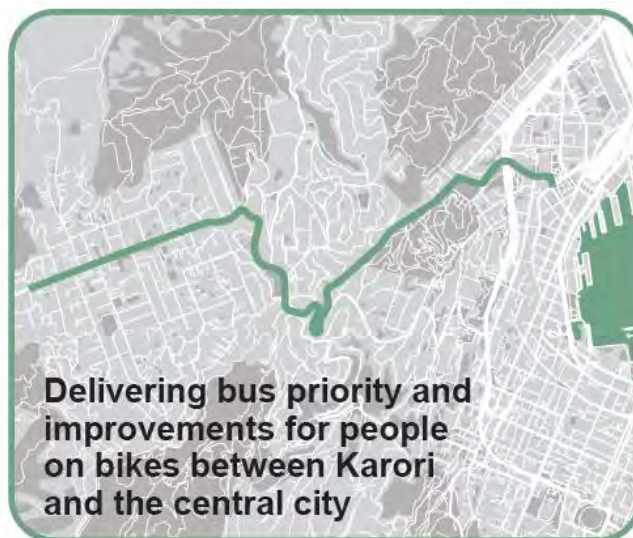 Delivering bus priority and
improvements for people
on bikes between Karori
and the central city